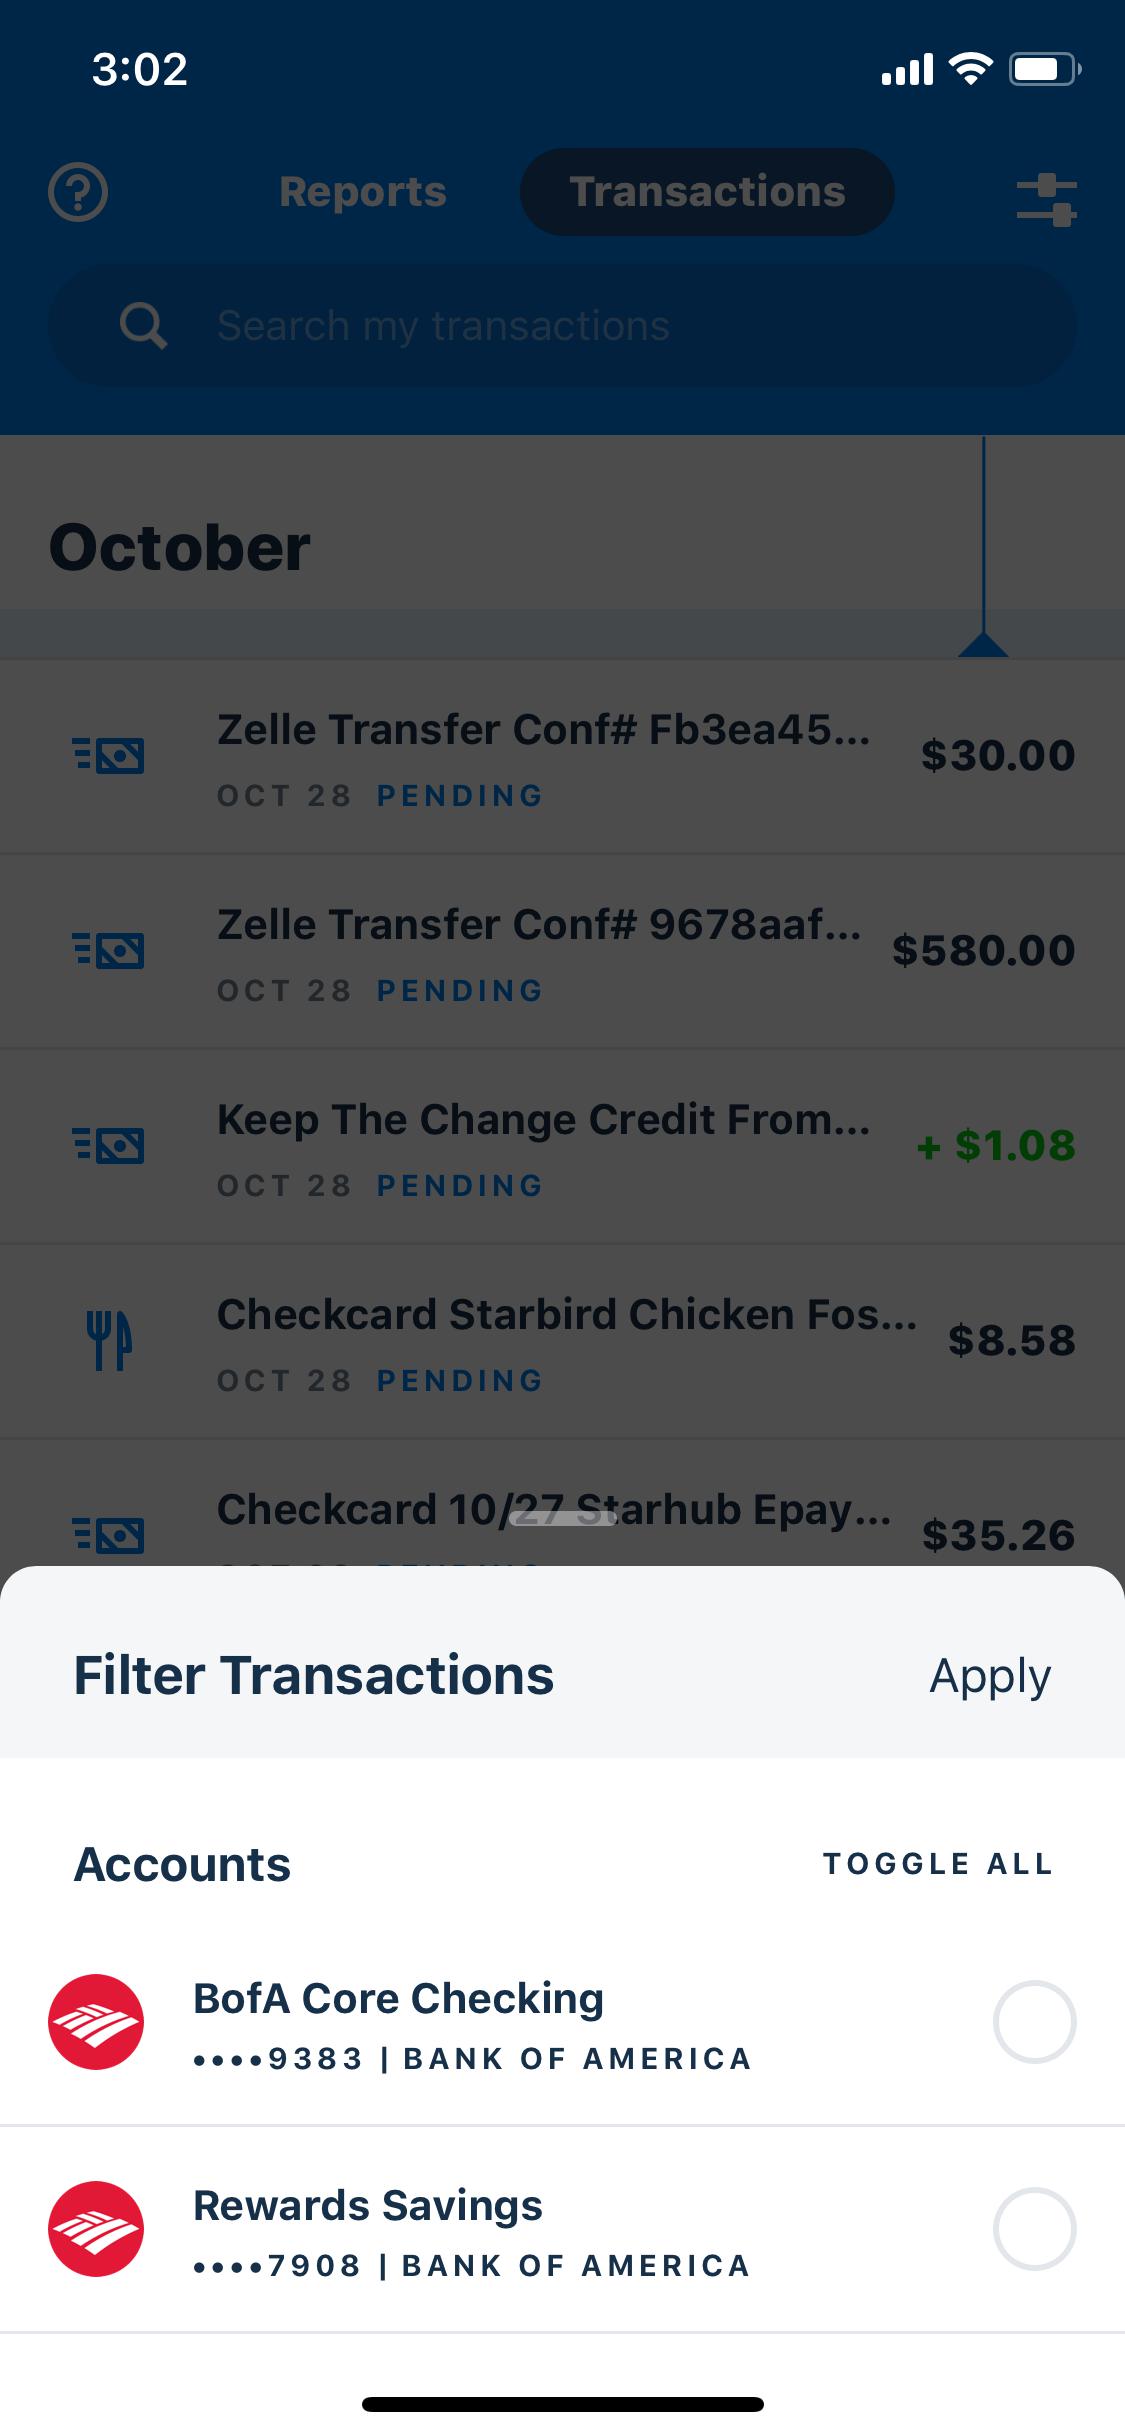 3:02
Reports
Transactions
Search my transactions
October
Zelle Transfer Conf# Fb3ea45...
$30.00
OCT 28 PENDING
Zelle Transfer Conf# 9678aaf...
$580.00
OCT 28 PENDING
Keep The Change Credit From...
+ $1.08
OCT 28 PENDING
Checkcard Starbird Chicken Fos...
$8.58
OCT 28 PENDING
Checkcard 10/27 Starhub Epay...
$35.26
Filter Transactions
Apply
Accounts
TOGGLE ALL
BofA Core Checking
••••9383 | BANK OF AMERICA
Rewards Savings
••••7908 | BANK OF AMERICA